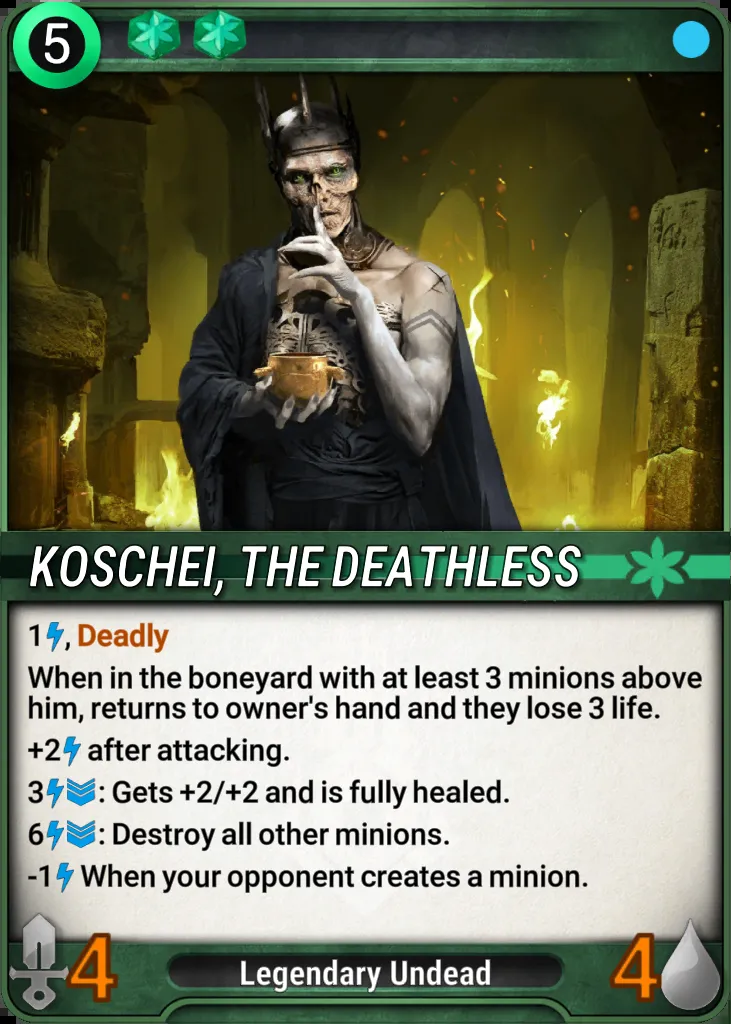 5
KOSCHEI, THE DEATHLESS
1, Deadly
When in the boneyard with at least 3 minions above
him, returns to owner's hand and they lose 3 life.
+2 after attacking.
3: Gets +2/+2 and is fully healed.
6: Destroy all other minions.
-1 When your opponent creates a minion.
4
Legendary Undead
4